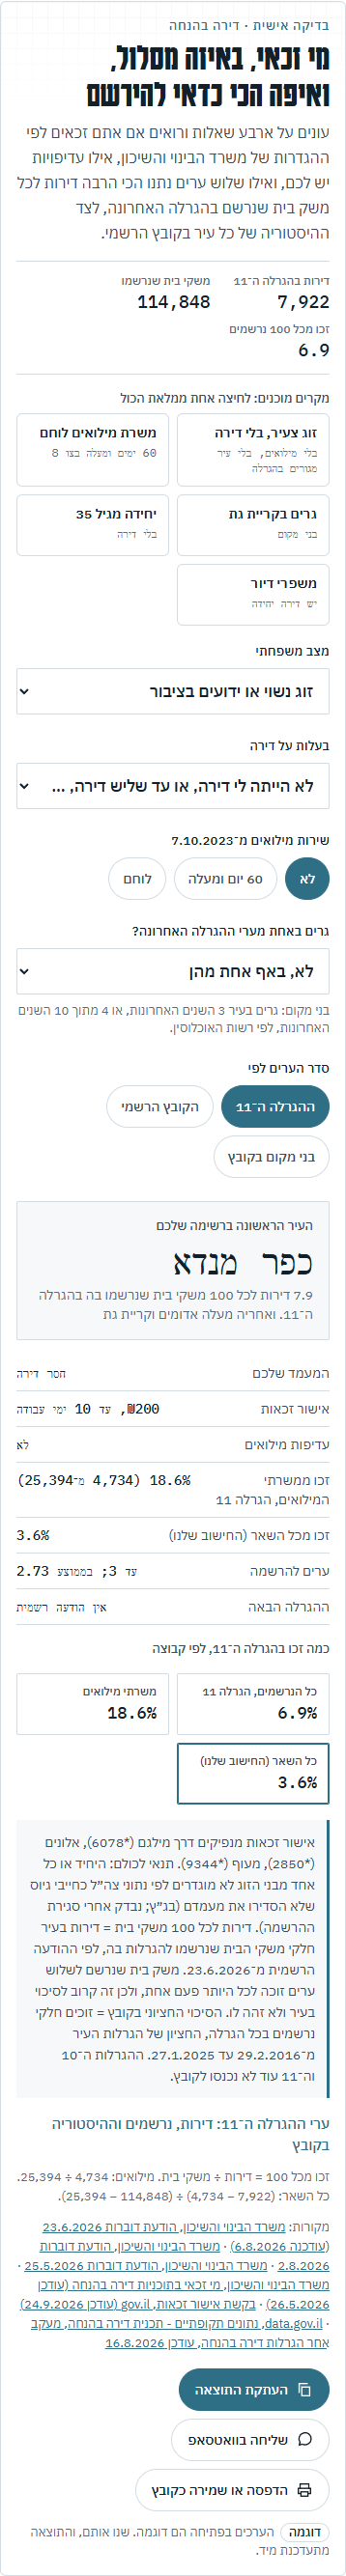 בדיקה אישית · דירה בהנחה
מי זכאי, באיזה מסלול,
ואיפה הכי כדאי להירשם
עונים על ארבע שאלות ורואים אם אתם זכאים לפי
ההגדרות של משרד הבינוי והשיכון, אילו עדיפויות
יש לכם, ואילו שלוש ערים נתנו הכי הרבה דירות לכל
משק בית שנרשם בהגרלה האחרונה, לצד
ההיסטוריה של כל עיר בקובץ הרשמי.
דירות בהגרלה ה־11
7,922
משקי בית שנרשמו
114,848
זכו מכל 100 נרשמים
6.9
מקרים מוכנים: לחיצה אחת ממלאת הכול
זוג צעיר, בלי דירה
בלי מילואים, בלי עיר
מגורים בהגרלה
משרת מילואים לוחם
60 ימים ומעלה בצו 8
גרים בקריית גת
בני מקום
יחידה מגיל 35
בלי דירה
משפרי דיור
יש דירה יחידה
מצב משפחתי
זוג נשוי או ידועים בציבור
בעלות על דירה
לא הייתה לי דירה, או עד שליש דירה, ...
שירות מילואים מ־7.10.2023
לא
60 יום ומעלה
לוחם
גרים באחת מערי ההגרלה האחרונה?
לא, באף אחת מהן
בני מקום: גרים בעיר 3 השנים האחרונות, או 4 מתוך 10 השנים
האחרונות, לפי רשות האוכלוסין.
סדר הערים לפי
ההגרלה ה־11
הקובץ הרשמי
בני מקום בקובץ
העיר הראשונה ברשימה שלכם
כפר מנדא
7.9 דירות לכל 100 משקי בית שנרשמו בה בהגרלה
ה־11. ואחריה מעלה אדומים וקריית גת
המעמד שלכם
חסר דירה
אישור זכאות
₪200, עד 10 ימי עבודה
עדיפות מילואים
לא
זכו ממשרתי
המילואים, הגרלה 11
18.6% (4,734 מ־25,394)
זכו מכל השאר (החישוב שלנו)
3.6%
ערים להרשמה
עד 3; בממוצע 2.73
ההגרלה הבאה
אין הודעה רשמית
כמה זכו בהגרלה ה־11, לפי קבוצה
כל הנרשמים, הגרלה 11
6.9%
משרתי מילואים
18.6%
כל השאר (החישוב שלנו)
3.6%
אישור זכאות מנפיקים דרך מילגם (6078*), אלונים
(2850*), מעוף (9344*). תנאי לכולם: היחיד או כל
אחד מבני הזוג לא מוגדרים לפי נתוני צה״ל כחייבי גיוס
שלא הסדירו את מעמדם (בג״ץ; נבדק אחרי סגירת
ההרשמה). דירות לכל 100 משקי בית = דירות בעיר
חלקי משקי הבית שנרשמו להגרלות בה, לפי ההודעה
הרשמית מ־23.6.2026. משק בית שנרשם לשלוש
ערים זוכה לכל היותר פעם אחת, ולכן זה קרוב לסיכוי
בעיר ולא זהה לו. הסיכוי החציוני בקובץ = זוכים חלקי
נרשמים בכל הגרלה, החציון של הגרלות העיר
מ־29.2.2016 עד 27.1.2025. ההגרלות ה־10
וה־11 עוד לא נכנסו לקובץ.
ערי ההגרלה ה־11: דירות, נרשמים וההיסטוריה
בקובץ
זכו מכל 100 = דירות ÷ משקי בית. מילואים: 4,734 ÷ 25,394.
כל השאר: (7,922 − 4,734) ÷ (114,848 − 25,394).
מקורות: משרד הבינוי והשיכון, הודעת דוברות 23.6.2026
(עודכנה 6.8.2026) · משרד הבינוי והשיכון, הודעת דוברות
2.8.2026 · משרד הבינוי והשיכון, הודעת דוברות 25.5.2026 ·
משרד הבינוי והשיכון, מי זכאי בתוכניות דירה בהנחה (עודכן
26.5.2026) · בקשת אישור זכאות, gov.il (עודכן 24.9.2026)
· data.gov.il, נתונים תקופתיים - תכנית דירה בהנחה, מעקב
אחר הגרלות דירה בהנחה, עודכן 16.8.2026
העתקת התוצאה
שליחה בוואטסאפ
הדפסה או שמירה כקובץ
דוגמה הערכים בפתיחה הם דוגמה. שנו אותם, והתוצאה
מתעדכנת מיד.